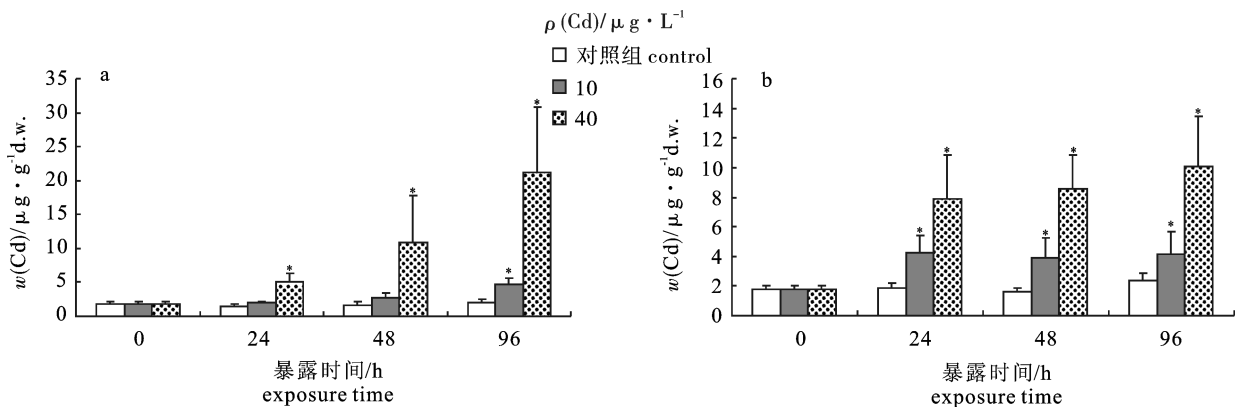 ρ(Cd)/μg·L⁻¹
对照组 control
10
40
a
w(Cd)/μg·g⁻¹d.w.
35
30
25
20
15
10
5
0
* * * *
0 24 48 96
暴露时间/h
exposure time
b
w(Cd)/μg·g⁻¹d.w.
16
14
12
10
8
6
4
2
0
* * * * * *
0 24 48 96
暴露时间/h
exposure time